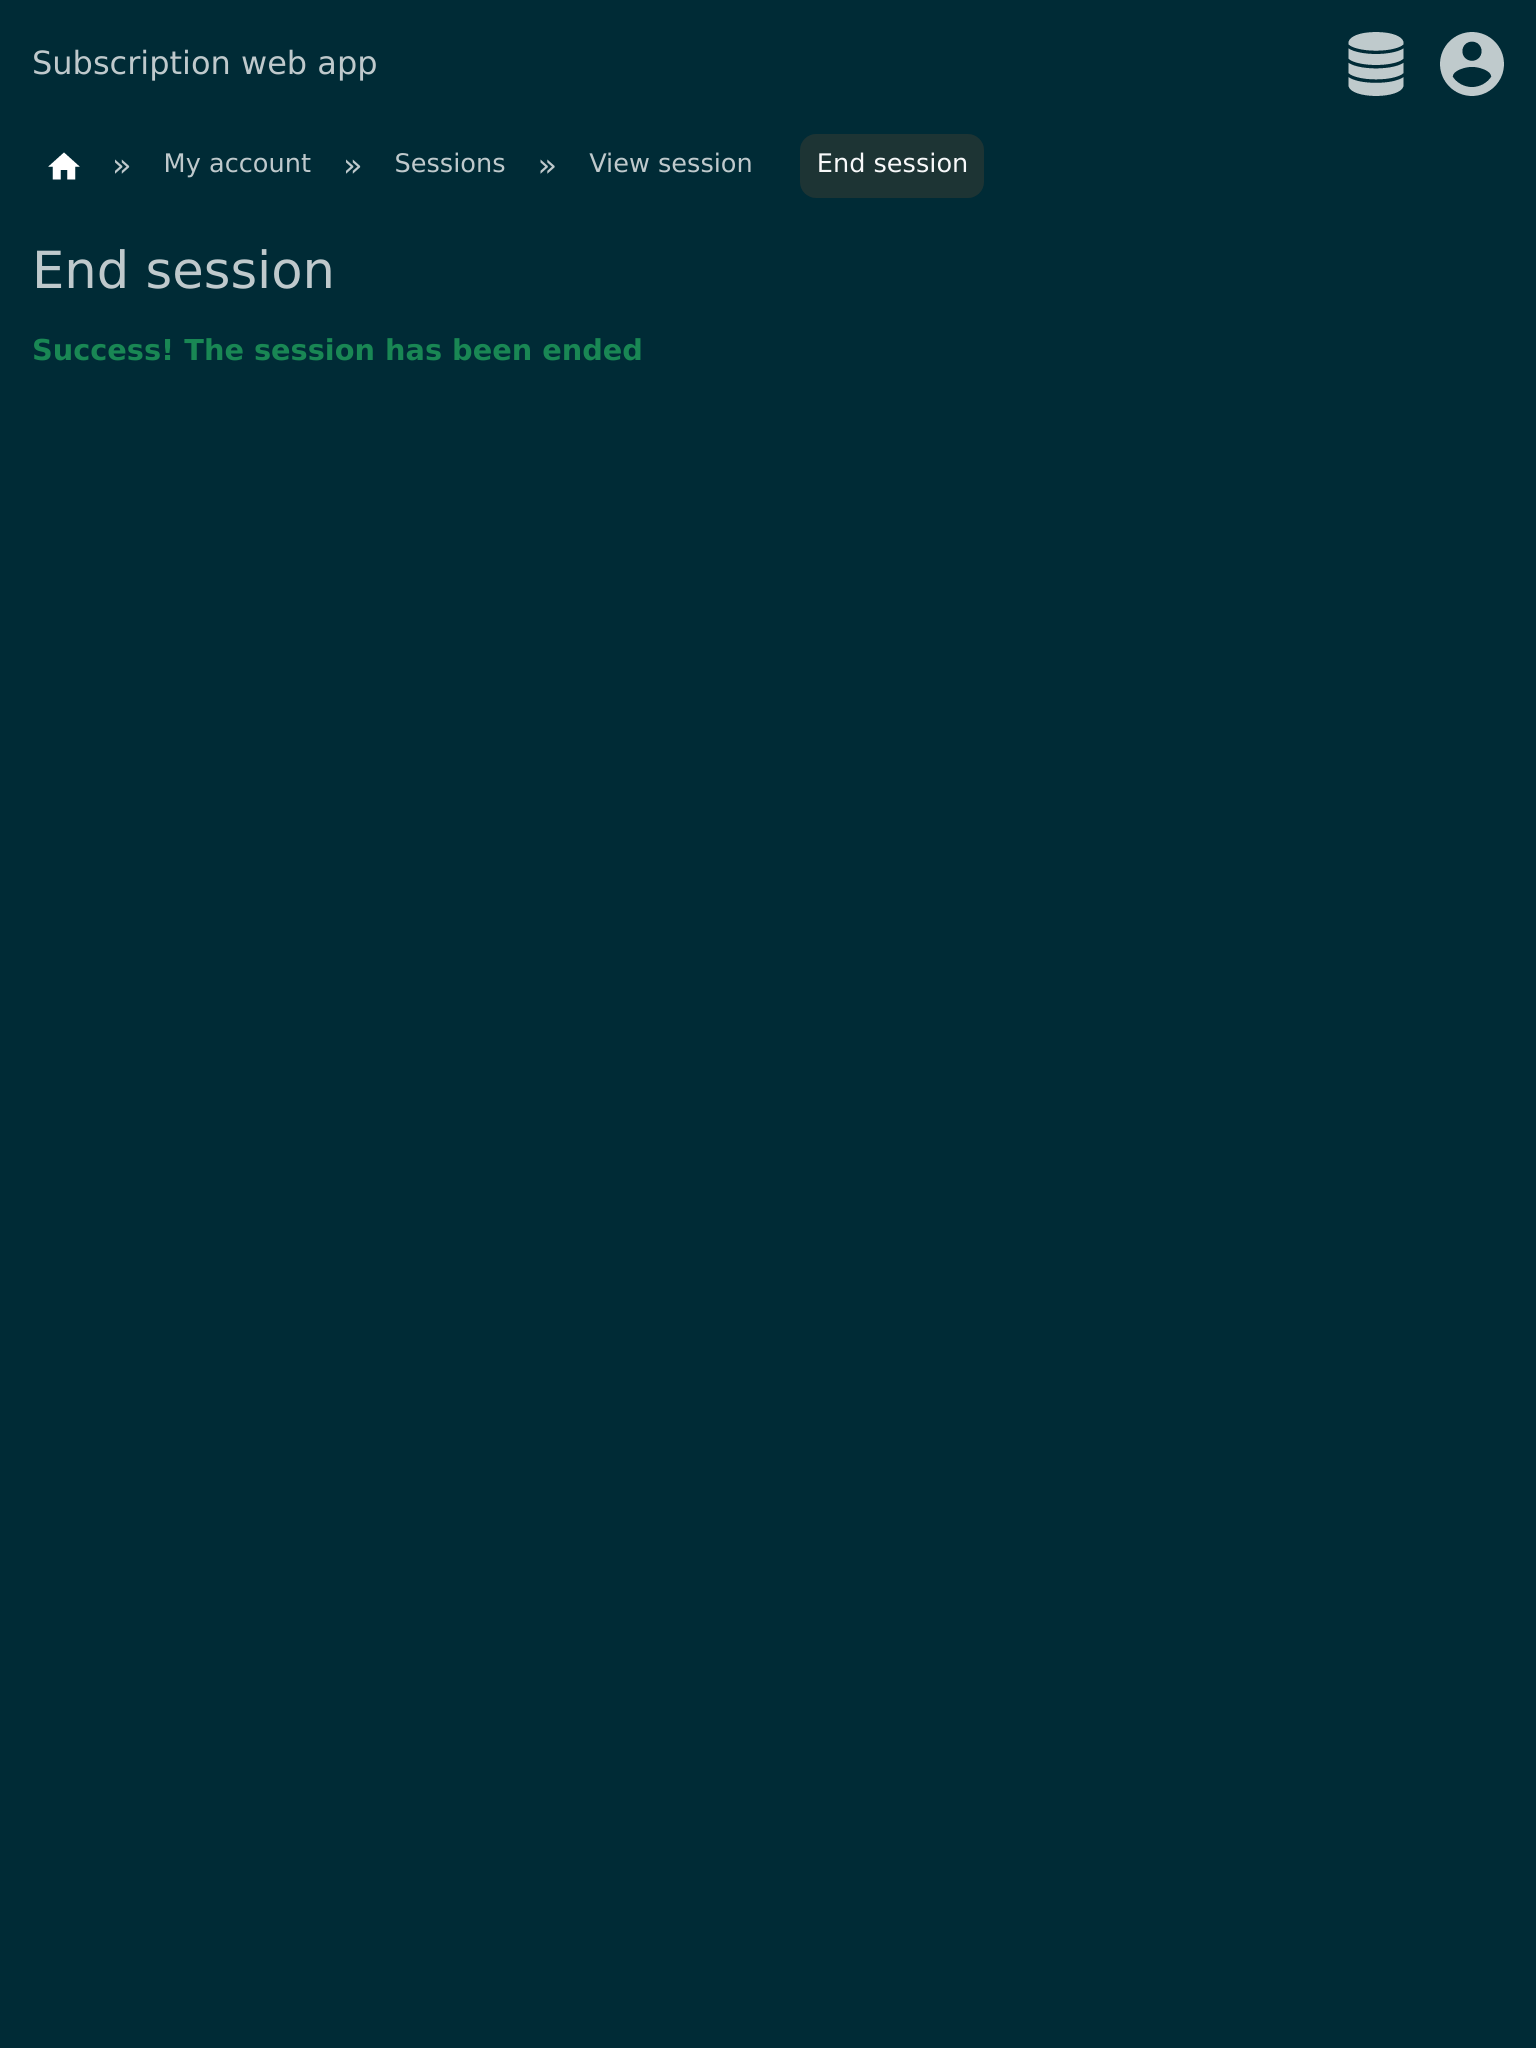 Subscription web app
» My account » Sessions » View session End session
End session
Success! The session has been ended